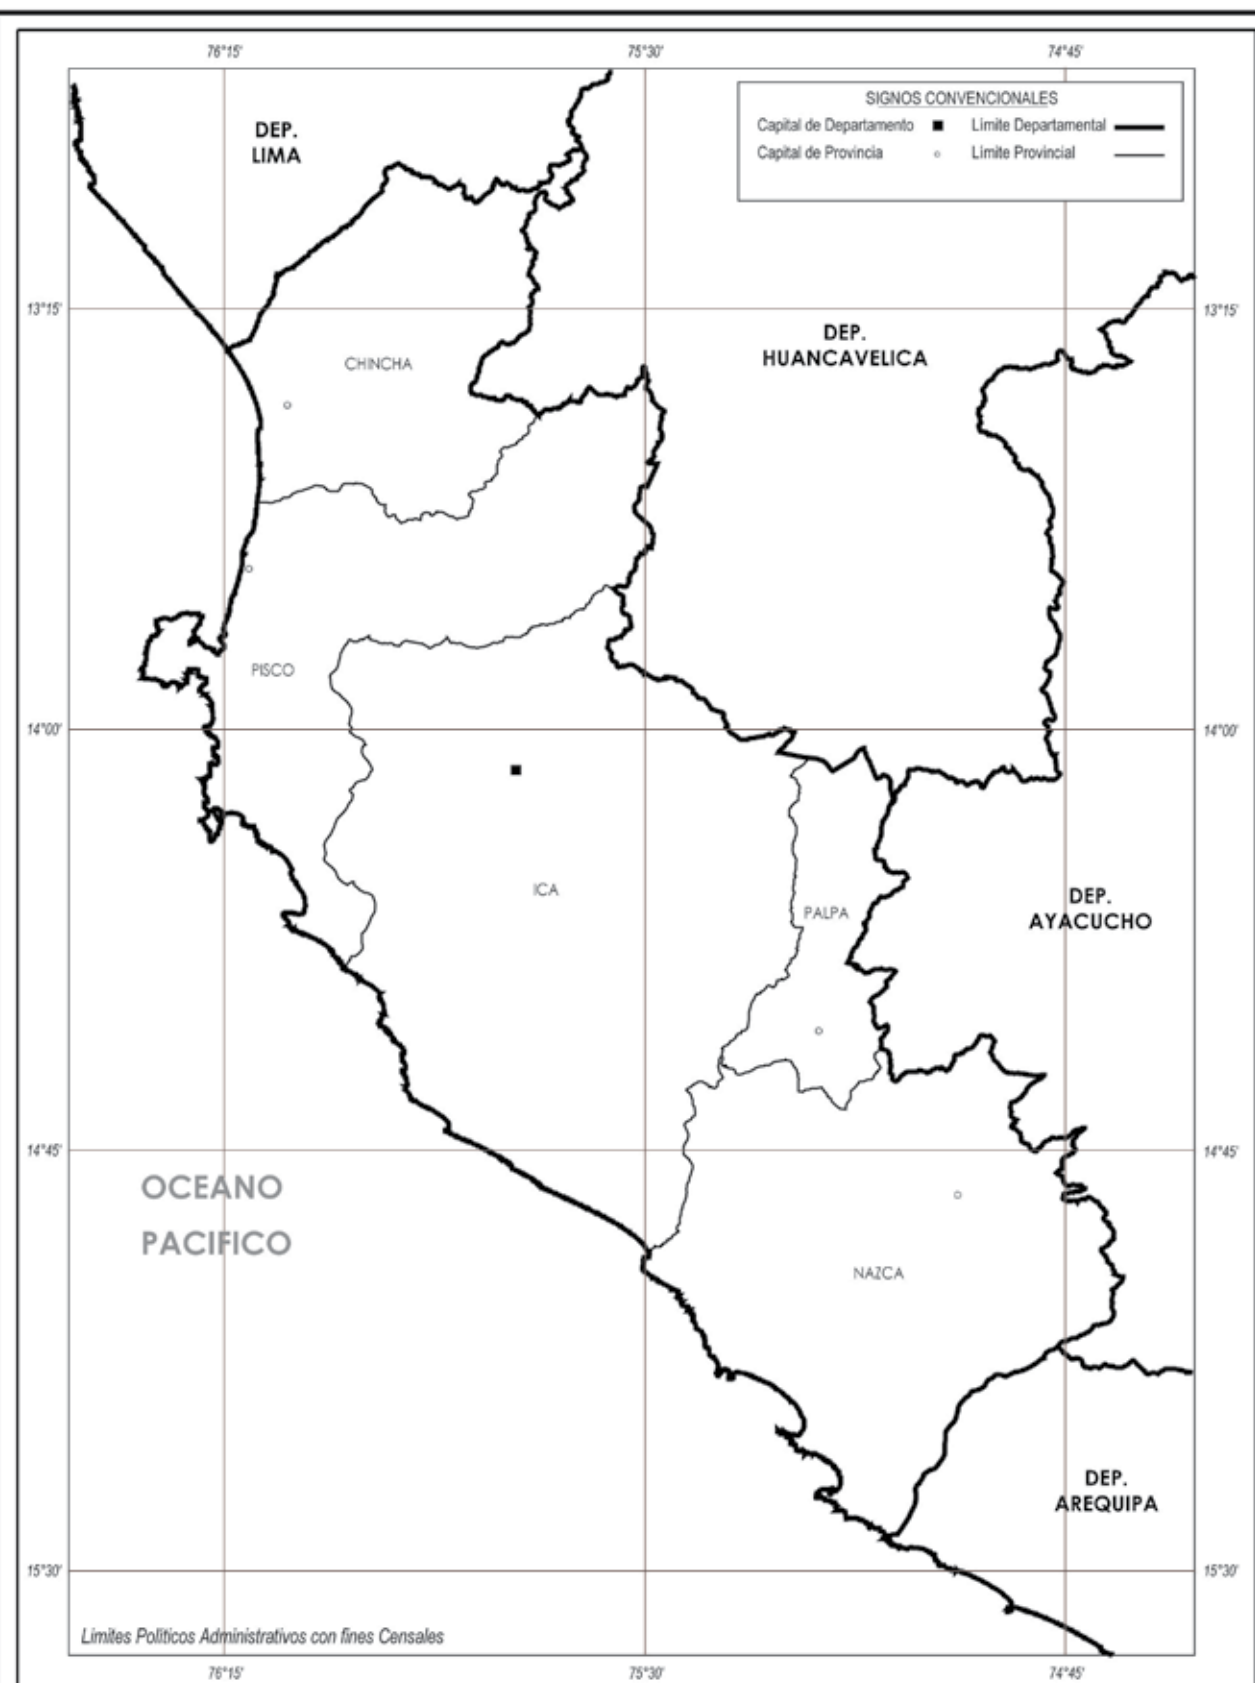 76°15' 75°30' 74°45'
SIGNOS CONVENCIONALES
Capital de Departamento Limite Departamental
Capital de Provincia Limite Provincial
DEP.
LIMA
13°15' 13°15'
DEP.
HUANCAVELICA
CHINCHA
PISCO
14°00' 14°00'
ICA
PALPA
DEP.
AYACUCHO
14°45' 14°45'
OCEANO
PACIFICO
NAZCA
DEP.
AREQUIPA
15°30' 15°30'
Limites Politicos Administrativos con fines Censales
76°15' 75°30' 74°45'